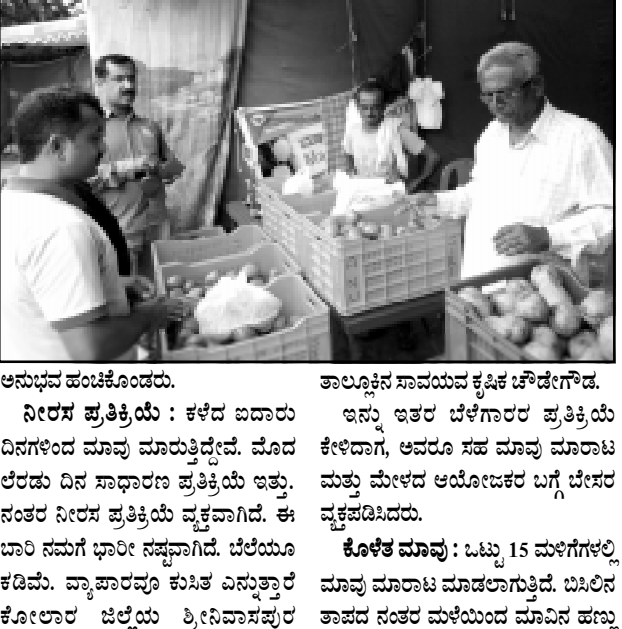 ಅನುಭವ ಹಂಚಿಕೊಂಡರು.
ನೀರಸ ಪ್ರತಿಕ್ರಿಯೆ : ಕಳೆದ ಐದಾರು
ದಿನಗಳಿಂದ ಮಾವು ಮಾರುತ್ತಿದ್ದೇವೆ. ಮೊದ
ಲೆರಡು ದಿನ ಸಾಧಾರಣ ಪ್ರತಿಕ್ರಿಯೆ ಇತ್ತು.
ನಂತರ ನೀರಸ ಪ್ರತಿಕ್ರಿಯೆ ವ್ಯಕ್ತವಾಗಿದೆ. ಈ
ಬಾರಿ ನಮಗೆ ಭಾರೀ ನಷ್ಟವಾಗಿದೆ. ಬೆಲೆಯೂ
ಕಡಿಮೆ. ವ್ಯಾಪಾರವೂ ಕುಸಿತ ಎನ್ನುತ್ತಾರೆ
ಕೋಲಾರ ಜಿಲ್ಲೆಯ ಶ್ರೀನಿವಾಸಪುರ
ತಾಲ್ಲೂಕಿನ ಸಾವಯವ ಕೃಷಿಕ ಚೌಡೇಗೌಡ.
ಇನ್ನು ಇತರ ಬೆಳೆಗಾರರ ಪ್ರತಿಕ್ರಿಯೆ
ಕೇಳಿದಾಗ, ಅವರೂ ಸಹ ಮಾವು ಮಾರಾಟ
ಮತ್ತು ಮೇಳದ ಆಯೋಜಕರ ಬಗ್ಗೆ ಬೇಸರ
ವ್ಯಕ್ತಪಡಿಸಿದರು.
ಕೊಳೆತ ಮಾವು : ಒಟ್ಟು 15 ಮಳಿಗೆಗಳಲ್ಲಿ
ಮಾವು ಮಾರಾಟ ಮಾಡಲಾಗುತ್ತಿದೆ. ಬಿಸಿಲಿನ
ತಾಪದ ನಂತರ ಮಳೆಯಿಂದ ಮಾವಿನ ಹಣ್ಣು